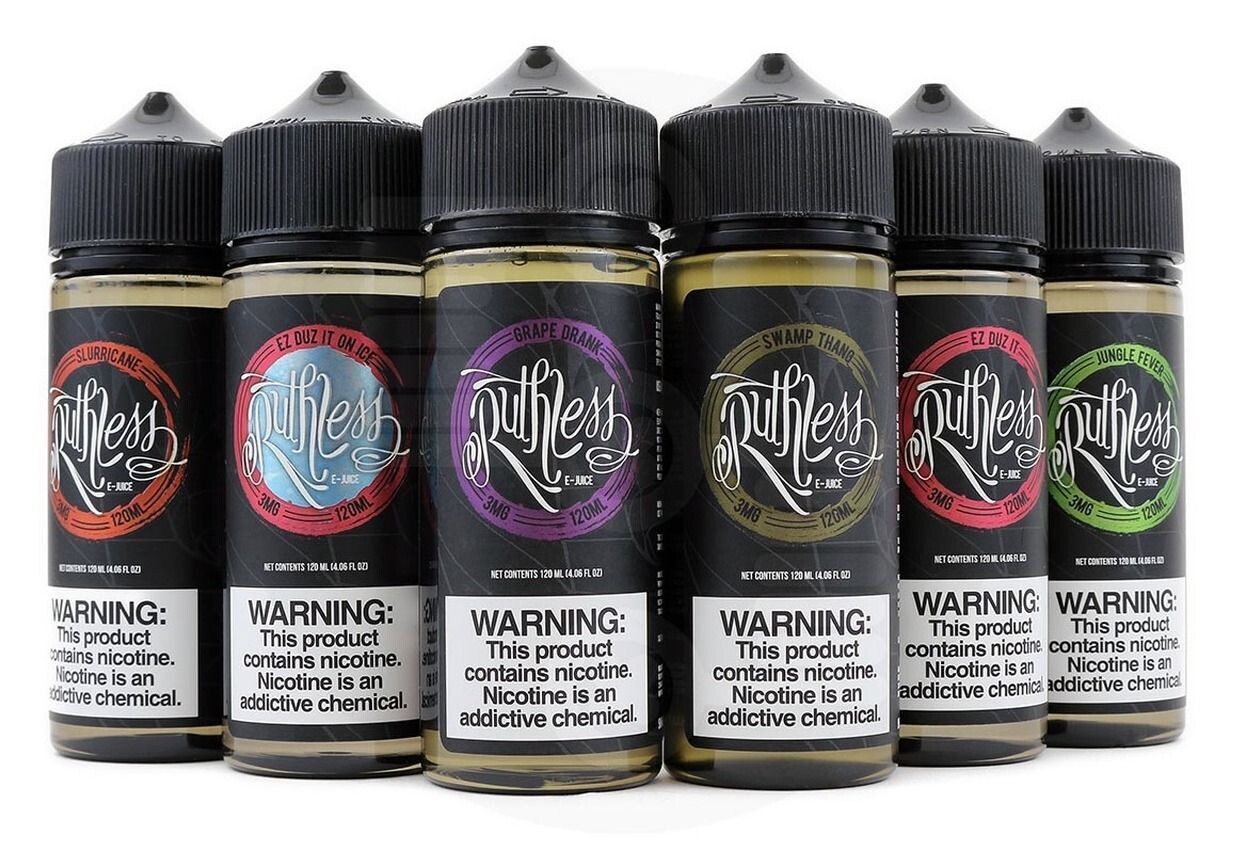 SLURRICANE
Ruthless
3MG 120ML
NET CONTENTS 120 ML (4.06 FL OZ)
WARNING:
This product
contains nicotine.
Nicotine is an
addictive chemical.
EZ DUZ IT ON ICE
Ruthless
E-JUICE
3MG 120ML
NET CONTENTS 120 ML (4.06 FL OZ)
WARNING:
This product
contains nicotine.
Nicotine is an
addictive chemical.
GRAPE DRANK
Ruthless
E-JUICE
3MG 120ML
NET CONTENTS 120 ML (4.06 FL OZ)
WARNING:
This product
contains nicotine.
Nicotine is an
addictive chemical.
SWAMP THANG
Ruthless
E-JUICE
3MG 120ML
NET CONTENTS 120 ML (4.06 FL OZ)
WARNING:
This product
contains nicotine.
Nicotine is an
addictive chemical.
EZ DUZ IT
Ruthless
E-JUICE
3MG 120ML
NET CONTENTS 120 ML (4.06 FL OZ)
WARNING:
This product
contains nicotine.
Nicotine is an
addictive chemical.
JUNGLE FEVER
Ruthless
E-JUICE
3MG 120ML
NET CONTENTS 120 ML (4.06 FL OZ)
WARNING:
This product
contains nicotine.
Nicotine is an
addictive chemical.